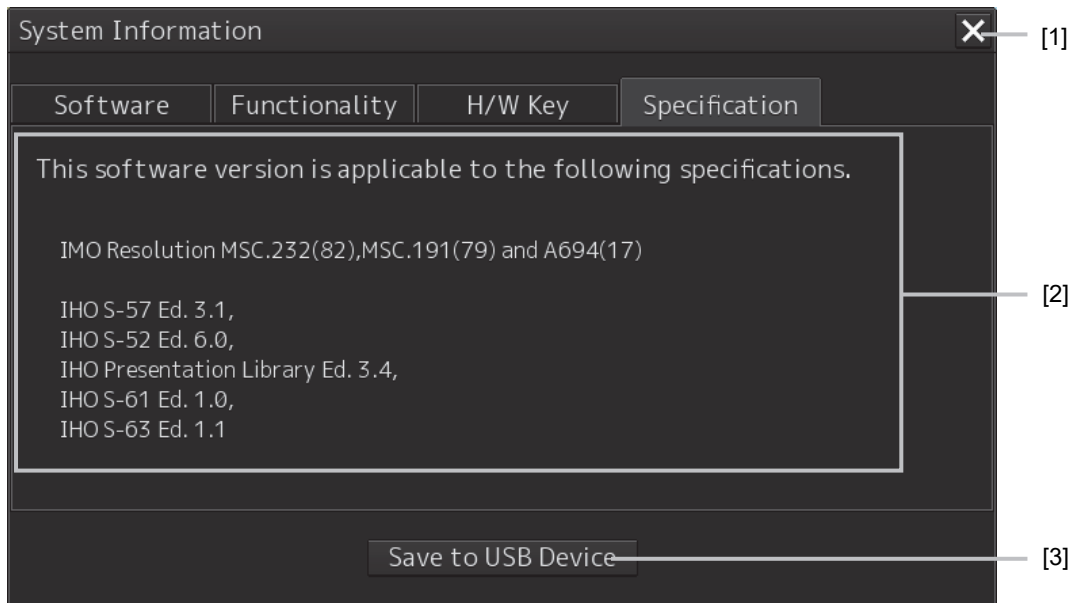 System Information
[1]
Software Functionality H/W Key Specification
This software version is applicable to the following specifications.
IMO Resolution MSC.232(82),MSC.191(79) and A694(17)
[2]
IHO S-57 Ed. 3.1,
IHO S-52 Ed. 6.0,
IHO Presentation Library Ed. 3.4,
IHO S-61 Ed. 1.0,
IHO S-63 Ed. 1.1
Save to USB Device
[3]